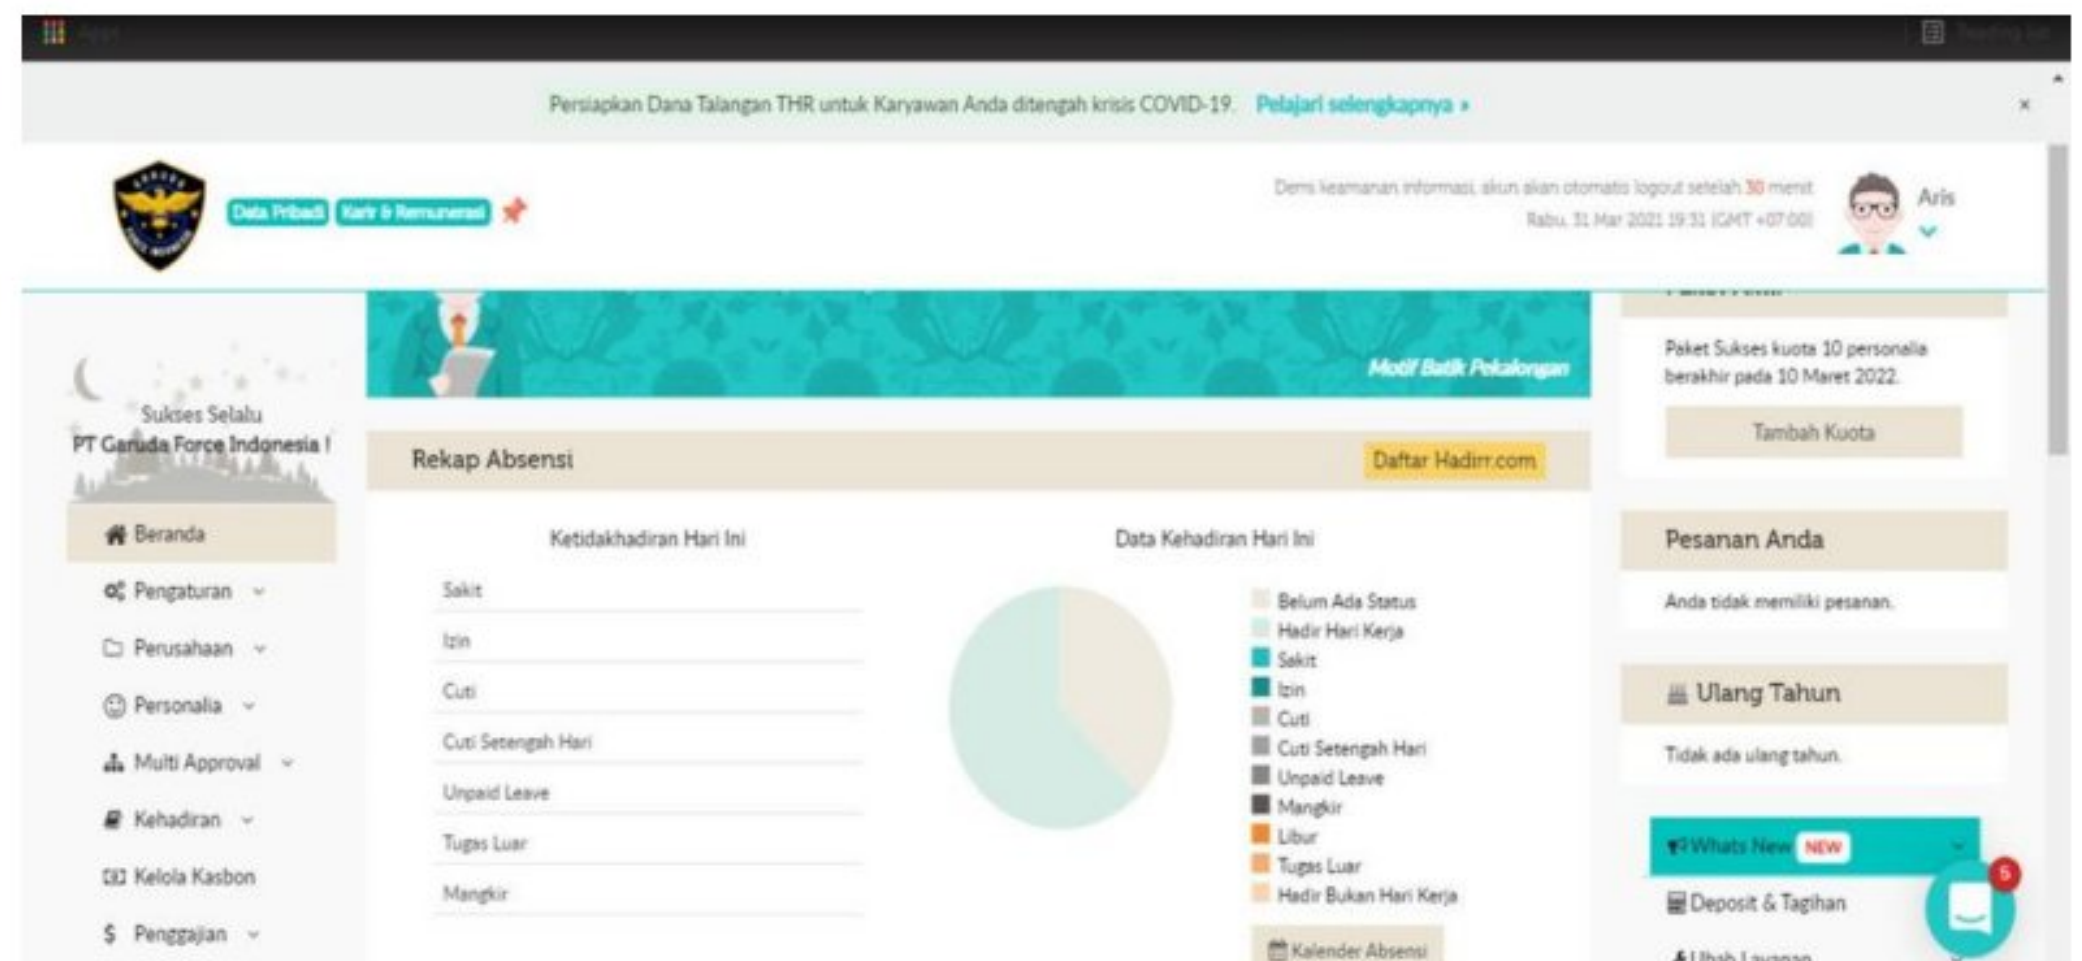 Persiapkan Dana Talangan THR untuk Karyawan Anda ditengah krisis COVID-19. Pelajari selengkapnya »
Data Pribadi Karir & Remunerasi
Demi keamanan informasi, akun akan otomatis logout setelah 30 menit
Rabu, 31 Mar 2021 19:31 (GMT +07:00)
Aris
Motif Batik Pekalongan
Paket Sukses kuota 10 personalia
berakhir pada 10 Maret 2022.
Tambah Kuota
Sukses Selalu
PT Garuda Force Indonesia !
Beranda
Pengaturan
Perusahaan
Personalia
Multi Approval
Kehadiran
Kelola Kasbon
Penggajian
Rekap Absensi
Daftar Hadirr.com
Ketidakhadiran Hari Ini
Sakit
Izin
Cuti
Cuti Setengah Hari
Unpaid Leave
Tugas Luar
Mangkir
Data Kehadiran Hari Ini
Belum Ada Status
Hadir Hari Kerja
Sakit
Izin
Cuti
Cuti Setengah Hari
Unpaid Leave
Mangkir
Libur
Tugas Luar
Hadir Bukan Hari Kerja
Kalender Absensi
Pesanan Anda
Anda tidak memiliki pesanan.
Ulang Tahun
Tidak ada ulang tahun.
Whats New NEW
5
Deposit & Tagihan
Ubah Layanan